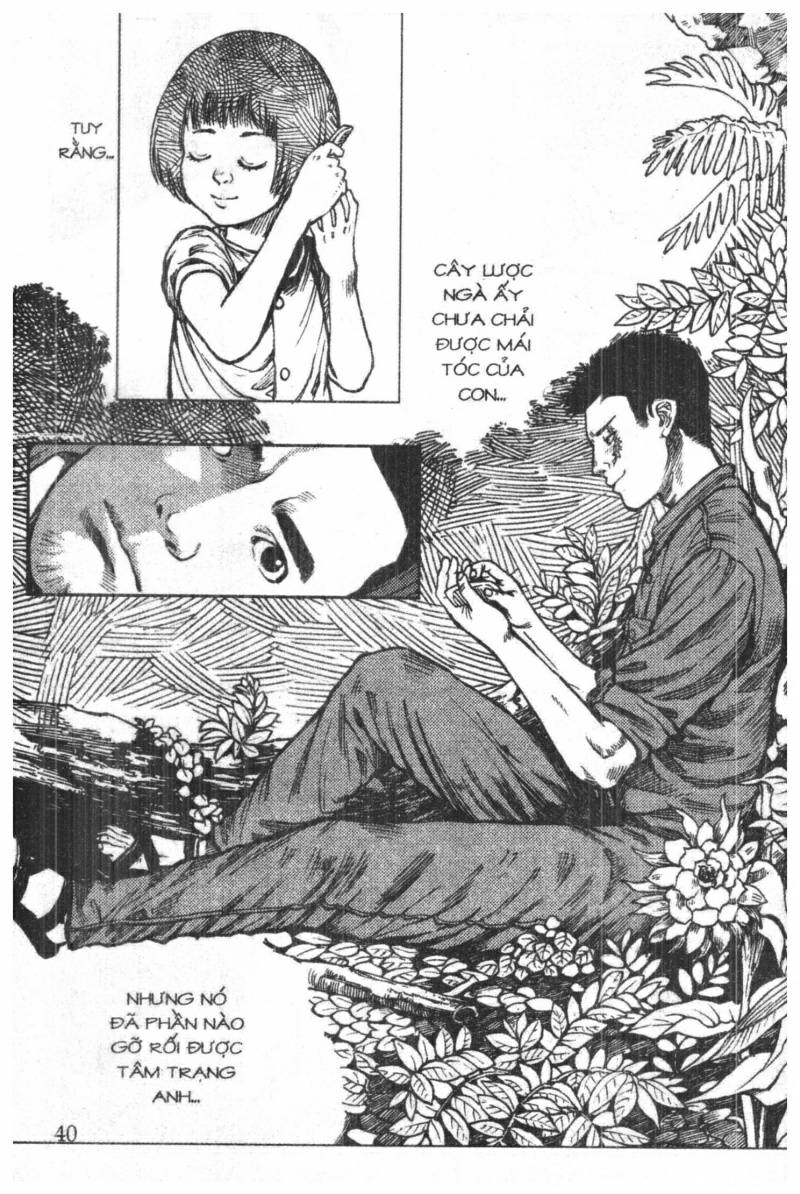 TUY
RẰNG...
CÂY LƯỢC
NGÀ ẤY
CHƯA CHẢI
ĐƯỢC MÁI
TÓC CỦA
CON...
NHƯNG NÓ
ĐÃ PHẦN NÀO
GỠ RỐI ĐƯỢC
TÂM TRẠNG
ANH...
40